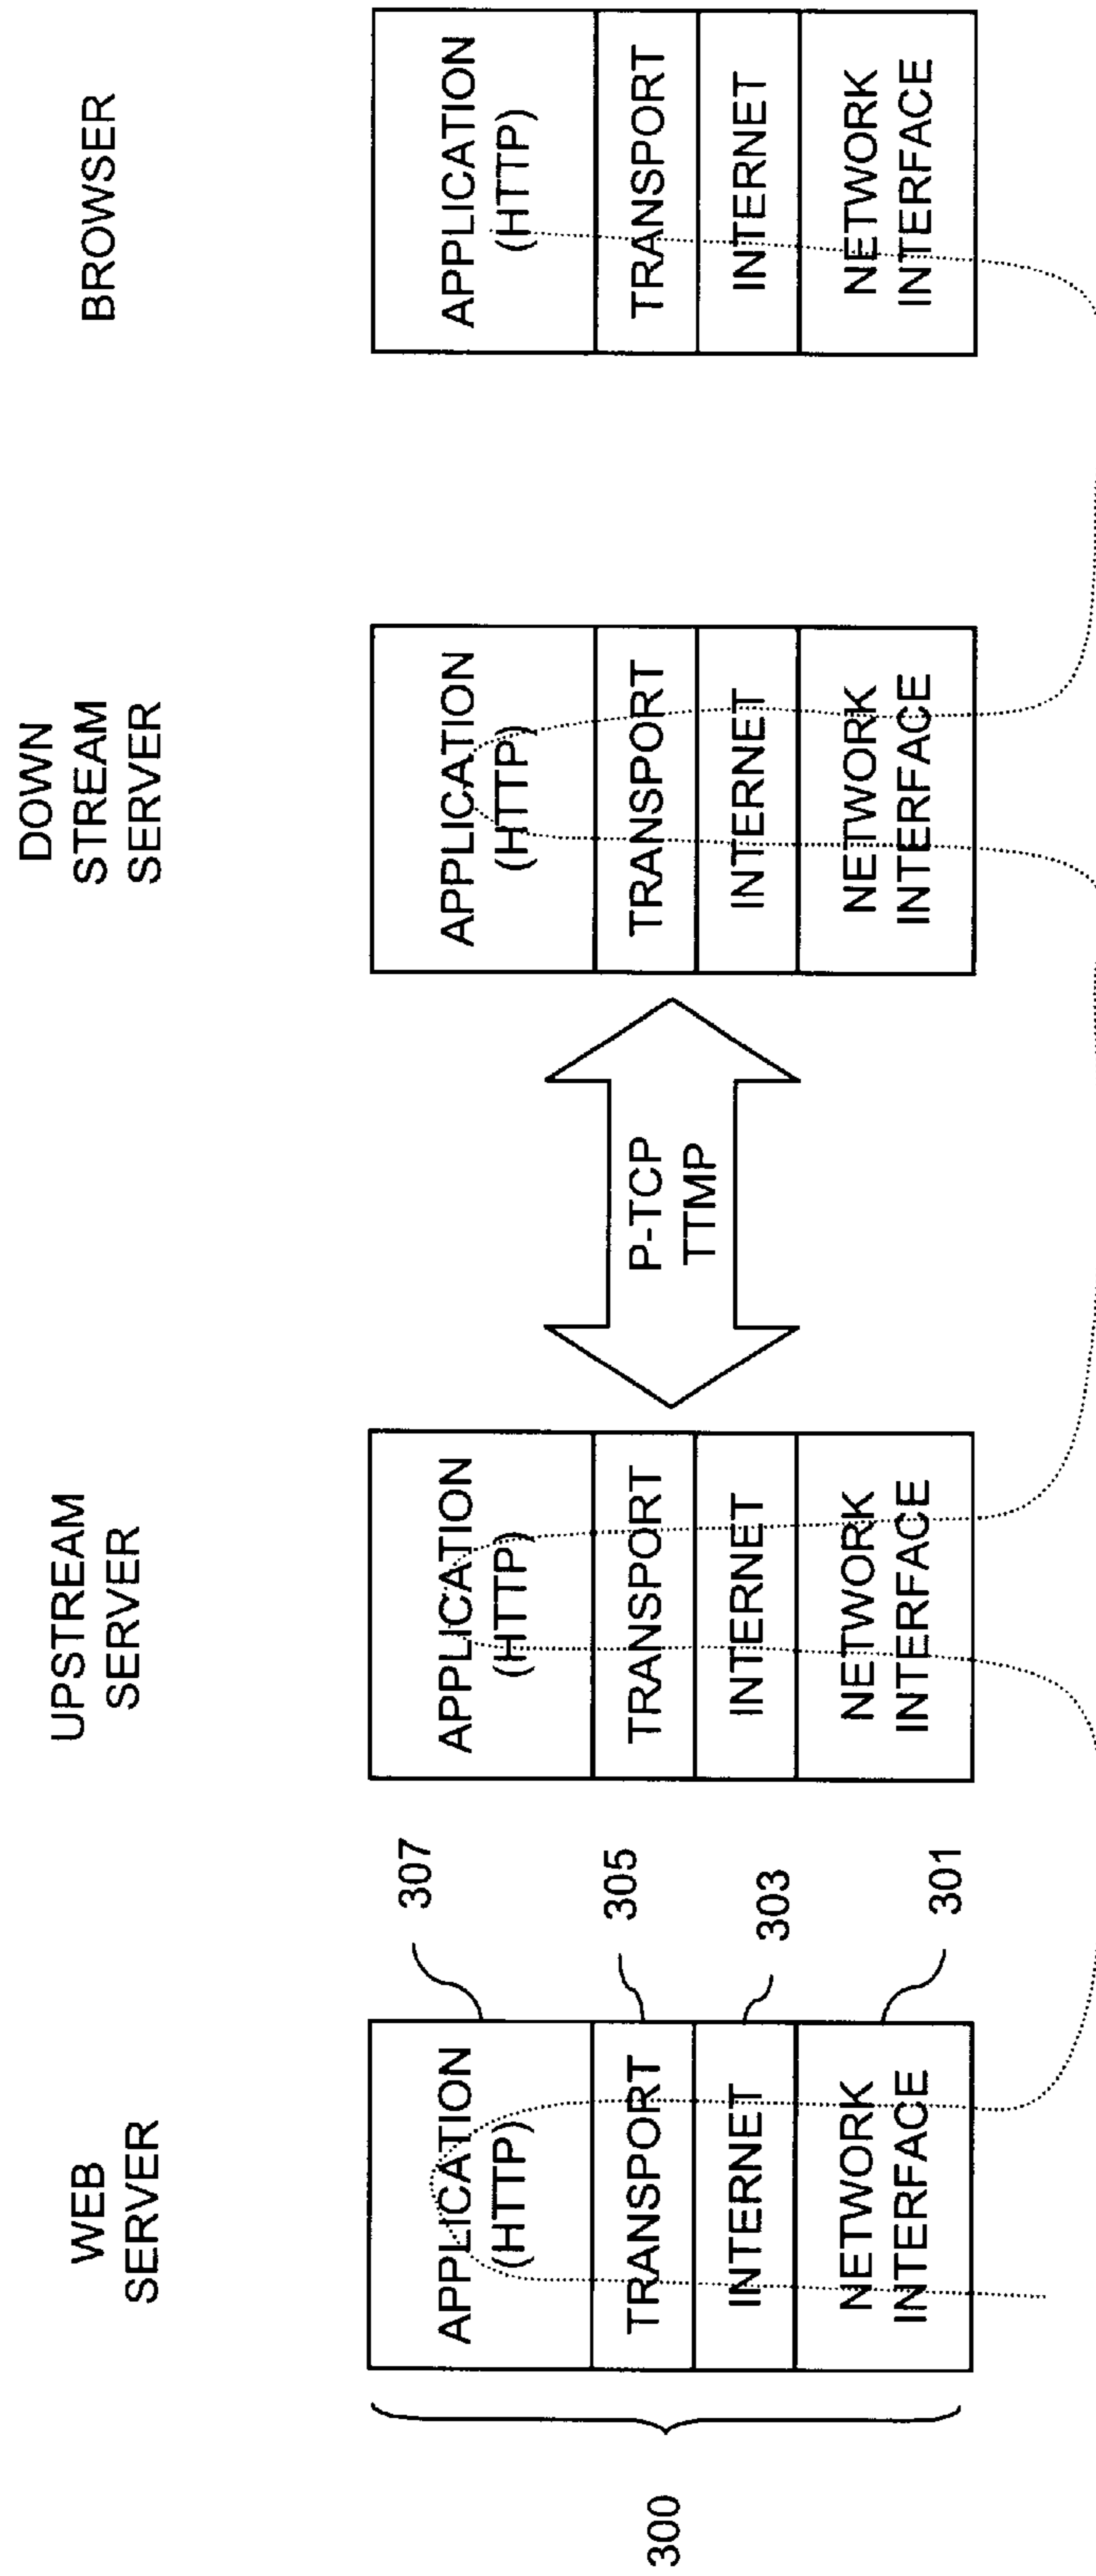 WEB
SERVER
UPSTREAM
SERVER
DOWN
STREAM
SERVER
BROWSER
300
APPLICATION
(HTTP)
TRANSPORT
INTERNET
NETWORK
INTERFACE
307
305
303
301
APPLICATION
(HTTP)
TRANSPORT
INTERNET
NETWORK
INTERFACE
P-TCP
TTMP
APPLICATION
(HTTP)
TRANSPORT
INTERNET
NETWORK
INTERFACE
APPLICATION
(HTTP)
TRANSPORT
INTERNET
NETWORK
INTERFACE